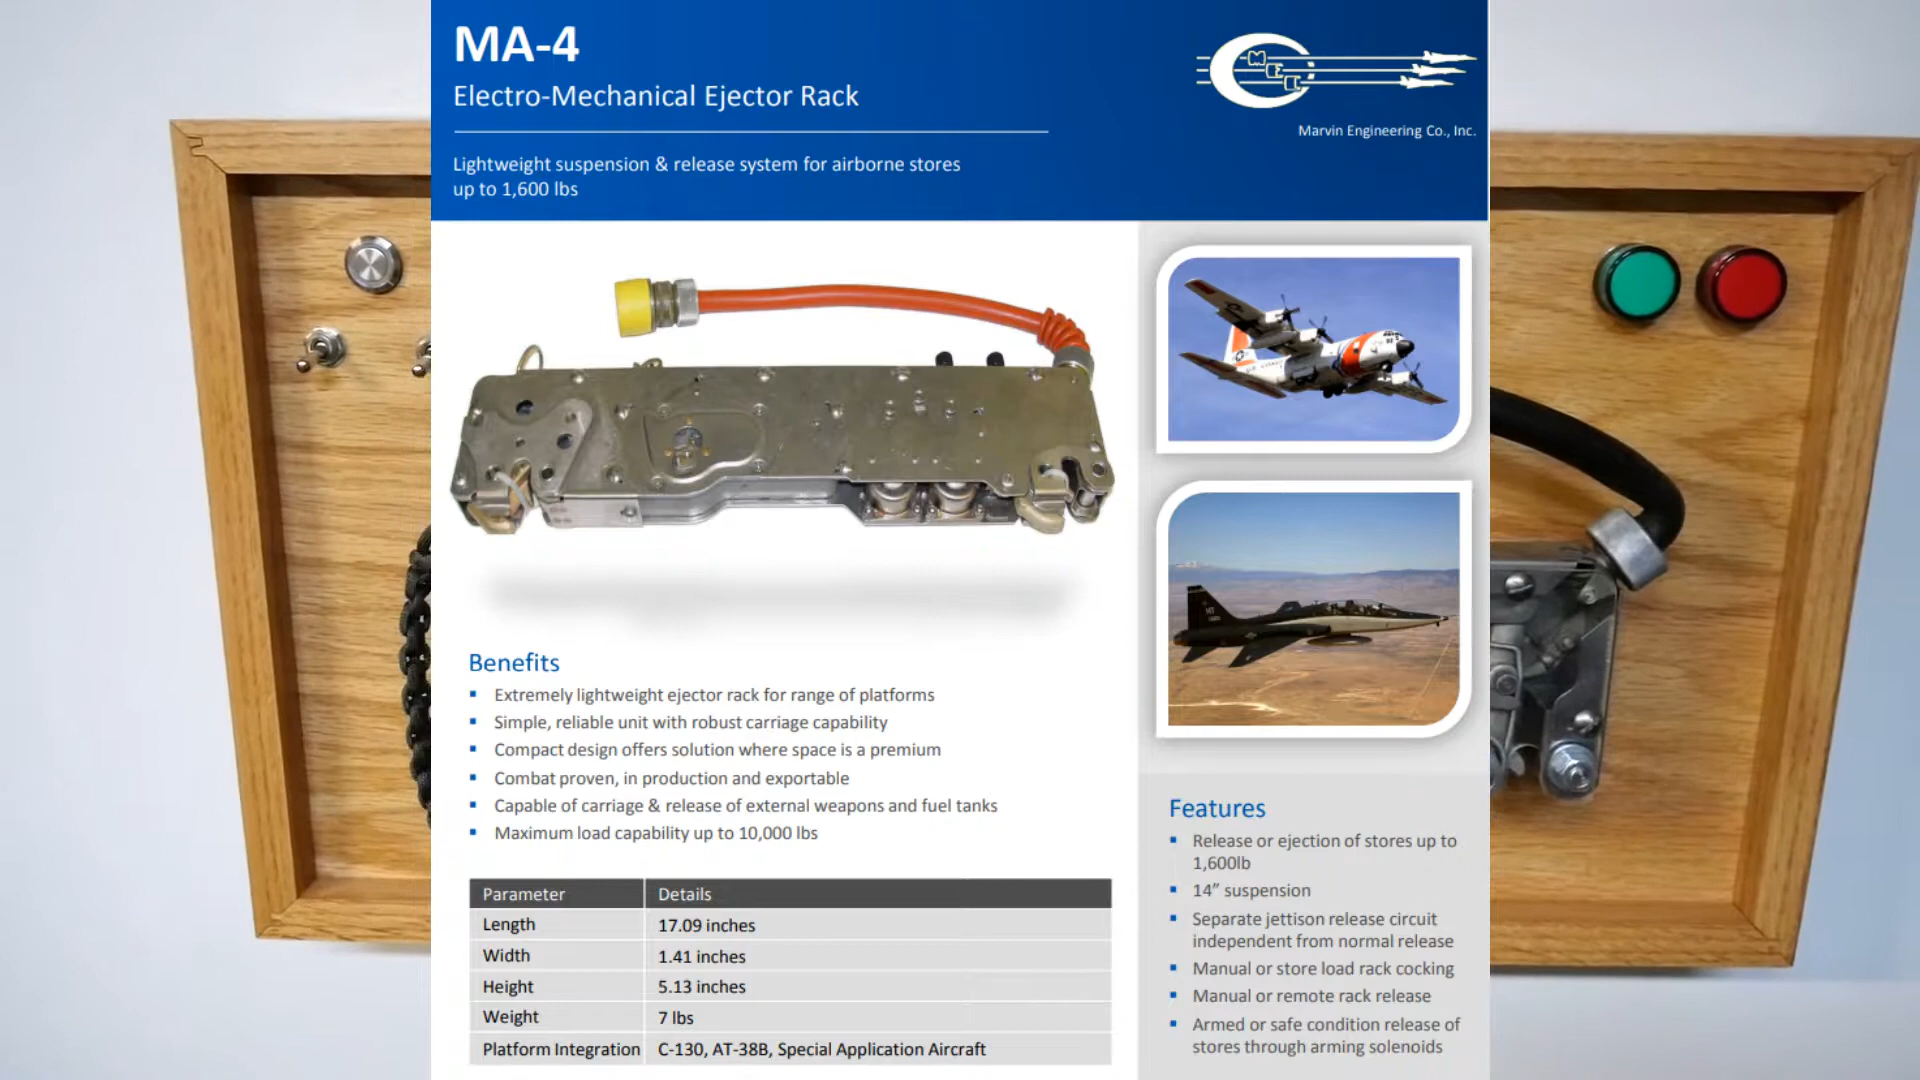 MA-4
Electro-Mechanical Ejector Rack
Lightweight suspension & release system for airborne stores
up to 1,600 lbs
MEC
Marvin Engineering Co., Inc.
Benefits
Extremely lightweight ejector rack for range of platforms
Simple, reliable unit with robust carriage capability
Compact design offers solution where space is a premium
Combat proven, in production and exportable
Capable of carriage & release of external weapons and fuel tanks
Maximum load capability up to 10,000 lbs
Parameter Details
Length 17.09 inches
Width 1.41 inches
Height 5.13 inches
Weight 7 lbs
Platform Integration C-130, AT-38B, Special Application Aircraft
Features
Release or ejection of stores up to
1,600lb
14” suspension
Separate jettison release circuit
independent from normal release
Manual or store load rack cocking
Manual or remote rack release
Armed or safe condition release of
stores through arming solenoids